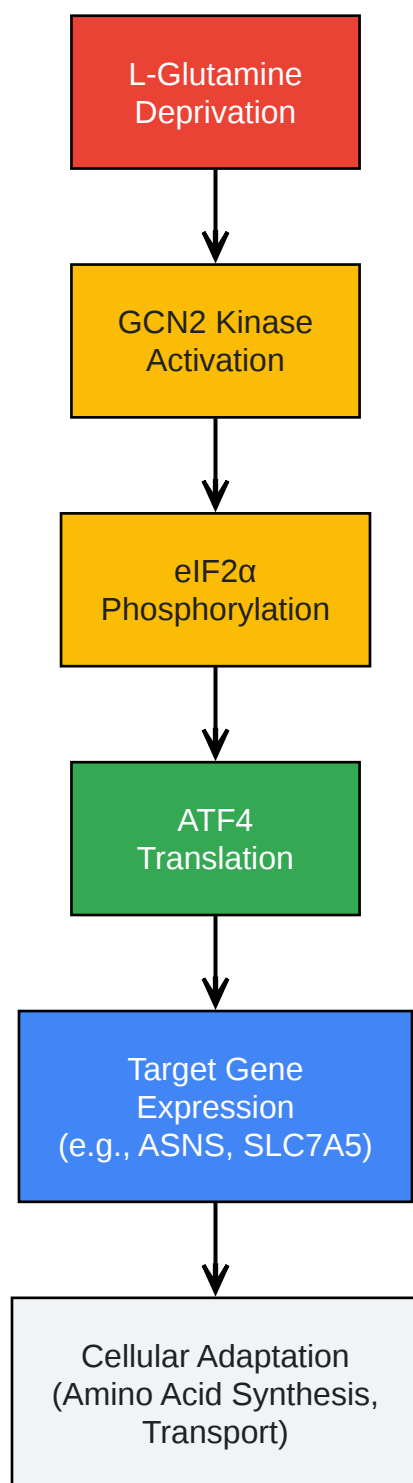 L-Glutamine
Deprivation
GCN2 Kinase
Activation
eIF2α
Phosphorylation
ATF4
Translation
Target Gene
Expression
(e.g., ASNS, SLC7A5)
Cellular Adaptation
(Amino Acid Synthesis,
Transport)